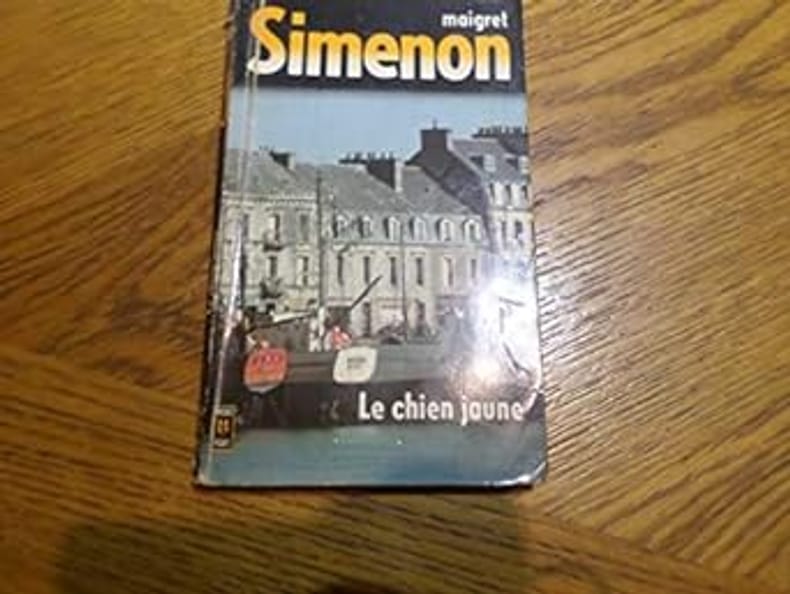 maigret
Simenon
Le chien jaune